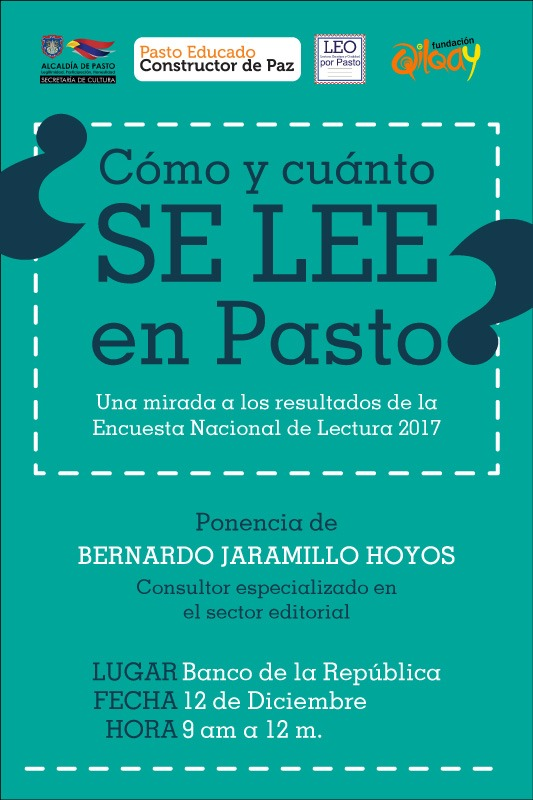 ALCALDÍA DE PASTO
SECRETARÍA DE CULTURA
Pasto Educado
Constructor de Paz
LEO
por Pasto
fundación
Qilqay
¿Cómo y cuánto
SE LEE
en Pasto?
Una mirada a los resultados de la
Encuesta Nacional de Lectura 2017
Ponencia de
BERNARDO JARAMILLO HOYOS
Consultor especializado en
el sector editorial
LUGAR Banco de la República
FECHA 12 de Diciembre
HORA 9 am a 12 m.